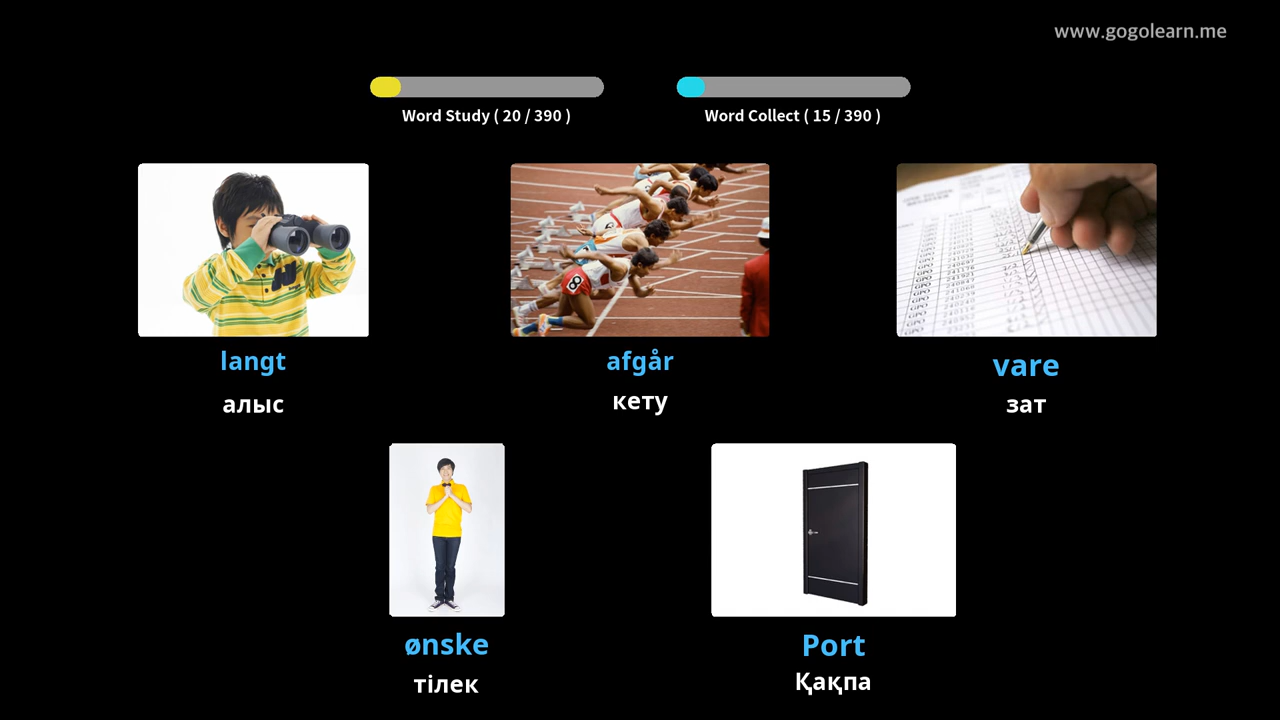 www.gogolearn.me
Word Study ( 20 / 390 )
Word Collect ( 15 / 390 )
langt
afgår
vare
алыс
кету
зат
ønske
Port
тілек
Қақпа